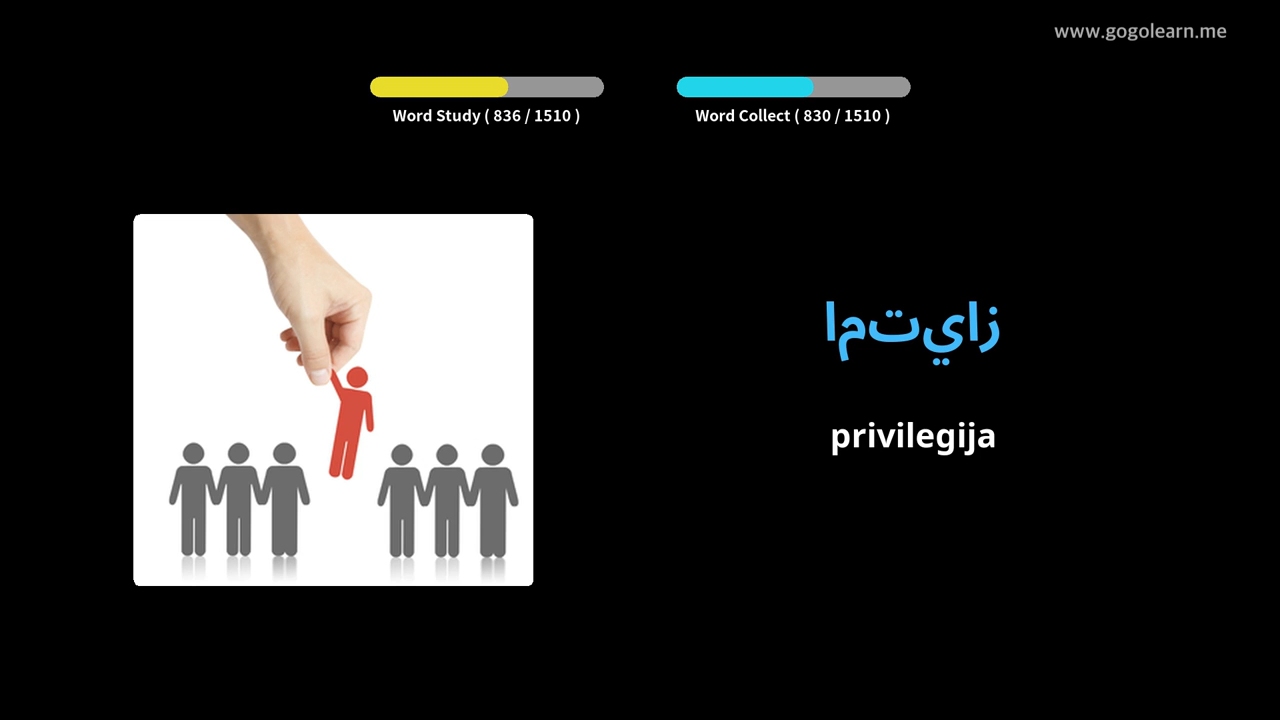 www.gogolearn.me
Word Study ( 836 / 1510 )
Word Collect ( 830 / 1510 )
امتياز
privilegija